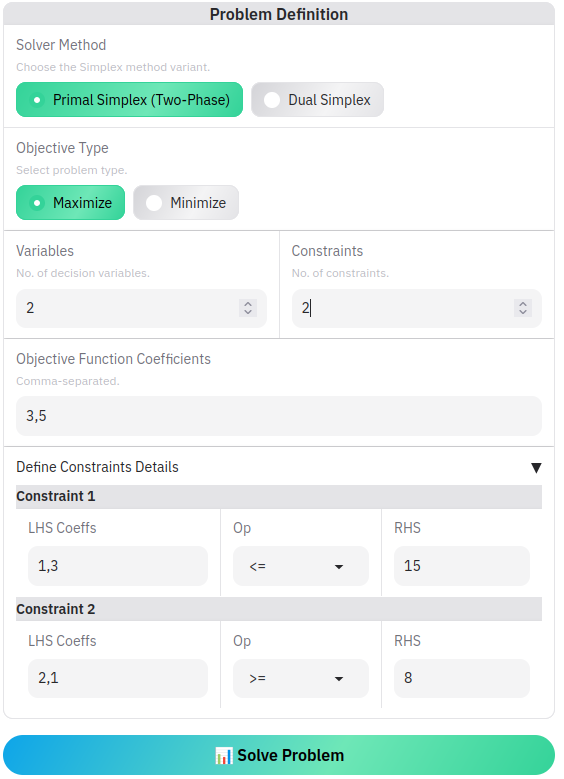 Problem Definition
Solver Method
Choose the Simplex method variant.
Primal Simplex (Two-Phase) Dual Simplex
Objective Type
Select problem type.
Maximize Minimize
Variables Constraints
No. of decision variables. No. of constraints.
2 2
Objective Function Coefficients
Comma-separated.
3,5
Define Constraints Details ▼
Constraint 1
LHS Coeffs Op RHS
1,3 <= 15
Constraint 2
LHS Coeffs Op RHS
2,1 >= 8
📊 Solve Problem